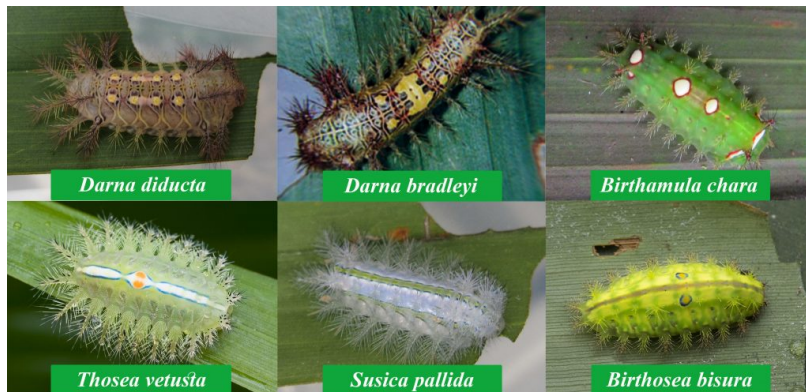 Darna diducta
Darna bradleyi
Birthamula chara
Thosea vetusta
Susica pallida
Birthosea bisura